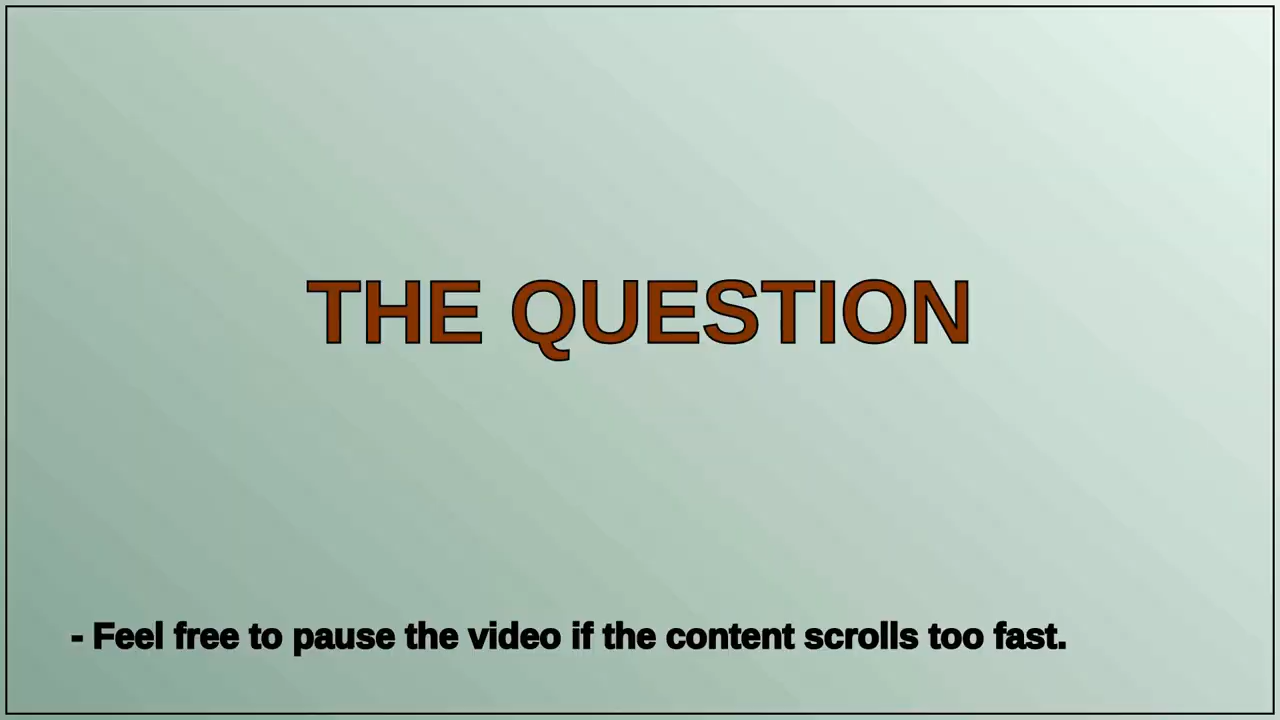 THE QUESTION
- Feel free to pause the video if the content scrolls too fast.